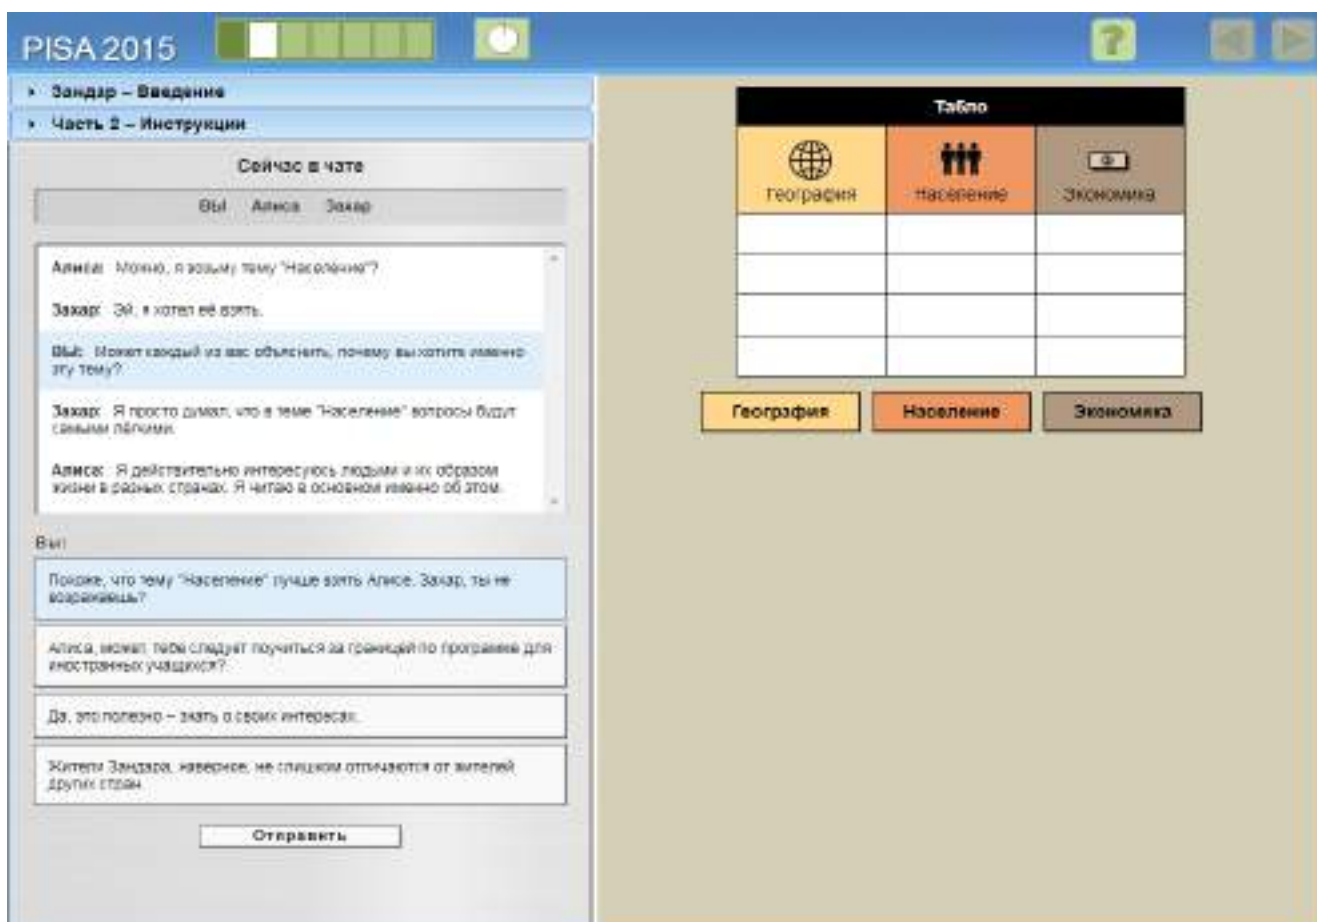 PISA 2015
?
Зандар – Введение
Часть 2 – Инструкции
Сейчас в чате
ВЫ Алиса Захар
Алиса: Можно, я возьму тему "Население"?
Захар: Эй, я хотел её взять.
ВЫ: Может каждый из вас объяснить, почему вы хотите именно
эту тему?
Захар: Я просто думал, что в теме "Население" вопросы будут
самыми лёгкими.
Алиса: Я действительно интересуюсь людьми и их образом
жизни в разных странах. Я читаю в основном именно об этом.
Вы:
Похоже, что тему "Население" лучше взять Алисе. Захар, ты не
возражаешь?
Алиса, может, тебе следует поучиться за границей по программе для
иностранных учащихся?
Да, это полезно – знать о своих интересах.
Жители Зандара, наверное, не слишком отличаются от жителей
других стран.
Отправить
Табло
География Население Экономика
География Население Экономика